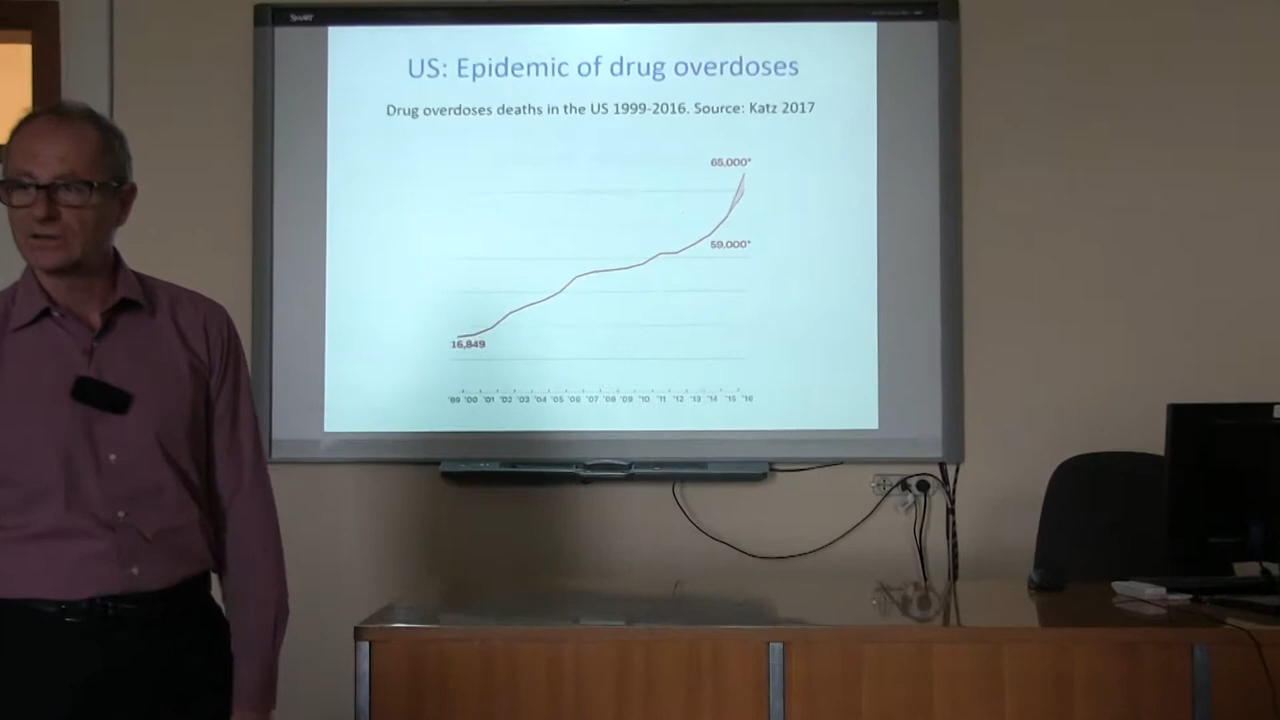 SMART
US: Epidemic of drug overdoses
Drug overdoses deaths in the US 1999-2016. Source: Katz 2017
65,000*
59,000*
16,849
'99 '00 '01 '02 '03 '04 '05 '06 '07 '08 '09 '10 '11 '12 '13 '14 '15 '16